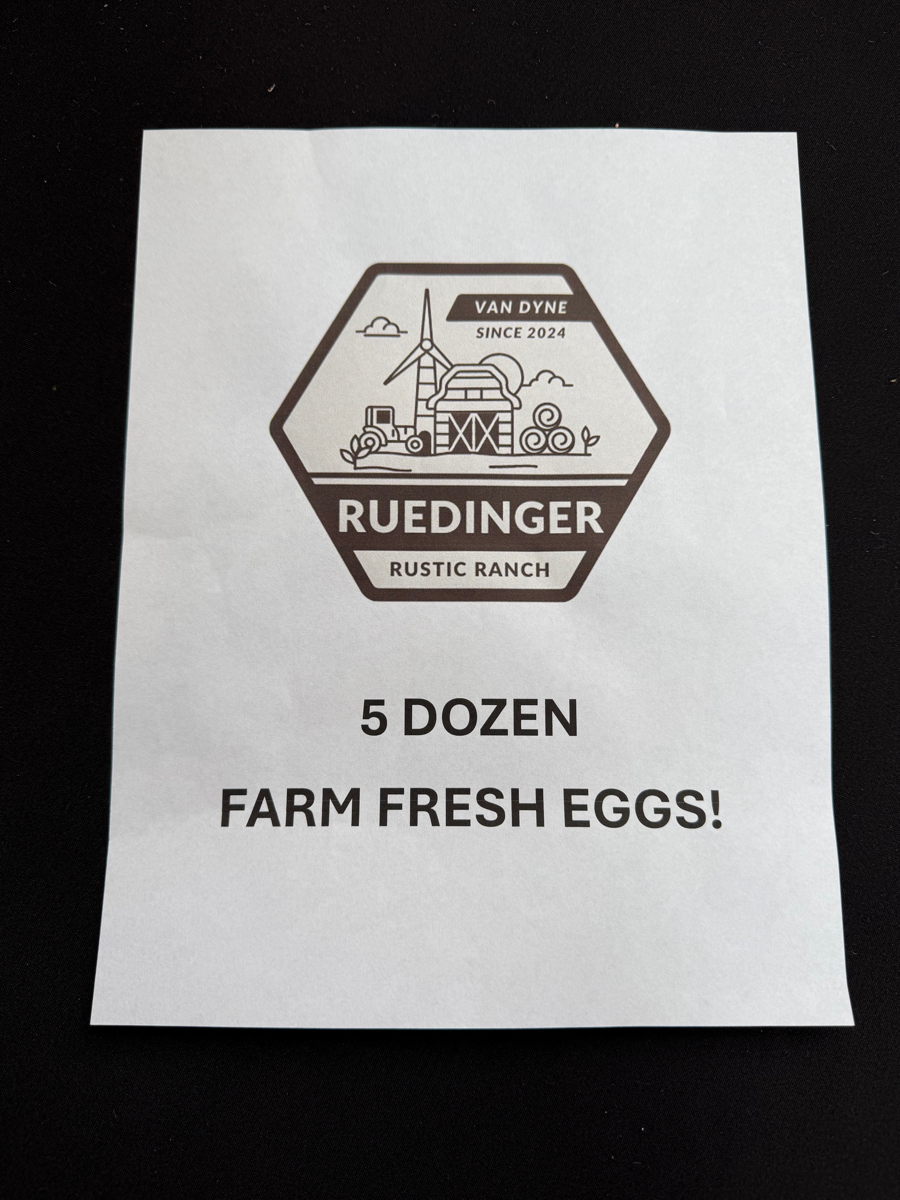 VAN DYNE
SINCE 2024
RUEDINGER
RUSTIC RANCH
5 DOZEN
FARM FRESH EGGS!